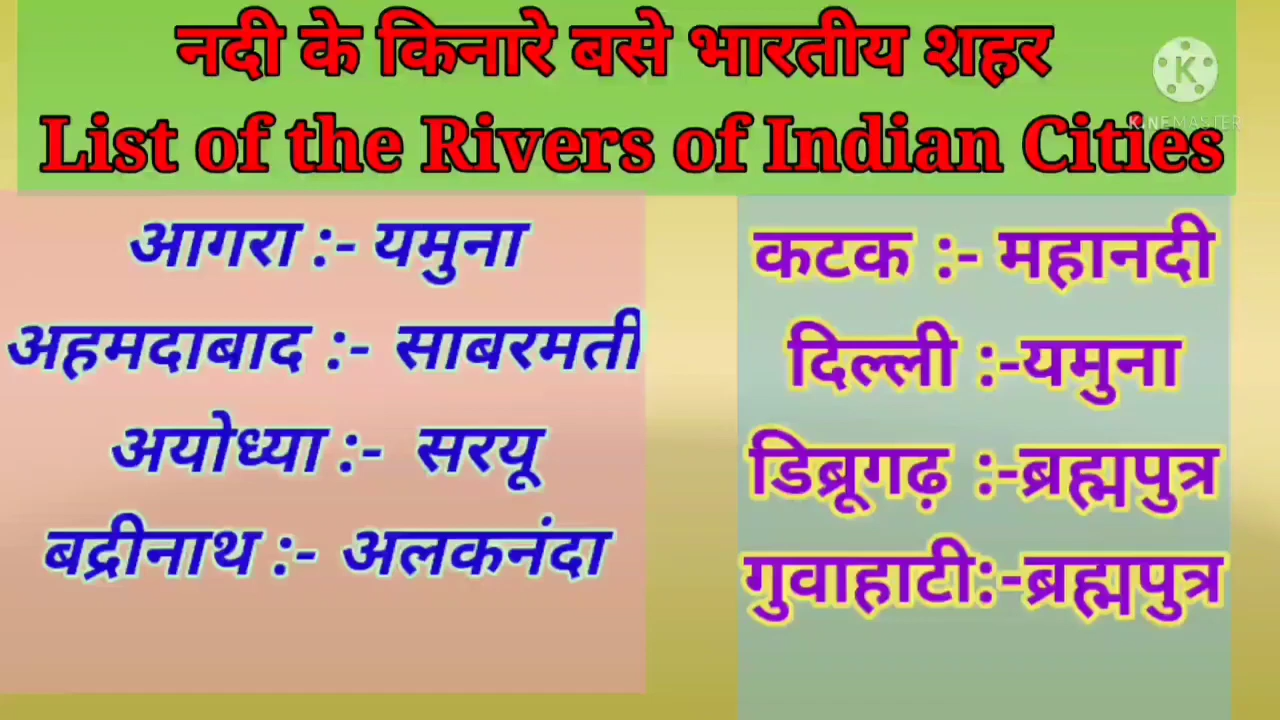 नदी के किनारे बसे भारतीय शहर
List of the Rivers of Indian Cities
K
KINEMASTER
आगरा :- यमुना
अहमदाबाद :- साबरमती
अयोध्या :- सरयू
बद्रीनाथ :- अलकनंदा
कटक :- महानदी
दिल्ली :-यमुना
डिब्रूगढ़ :-ब्रह्मपुत्र
गुवाहाटी:-ब्रह्मपुत्र